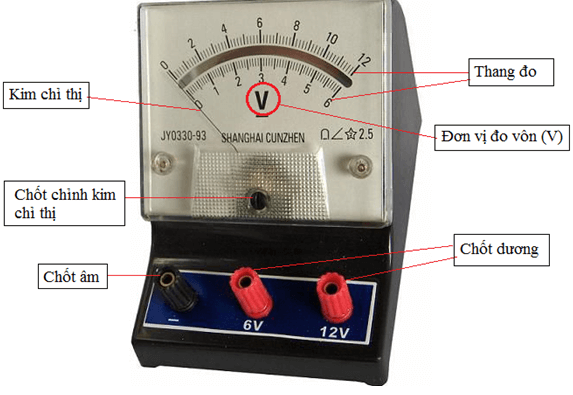 0 2 4 6 8 10 12
0 1 2 3 4 5 6
V
JY0330-93 SHANGHAI CUNZHEN 2.5
Kim chỉ thị
Thang đo
Đơn vị đo vôn (V)
Chốt chỉnh kim
chỉ thị
Chốt dương
Chốt âm
– 6V 12V